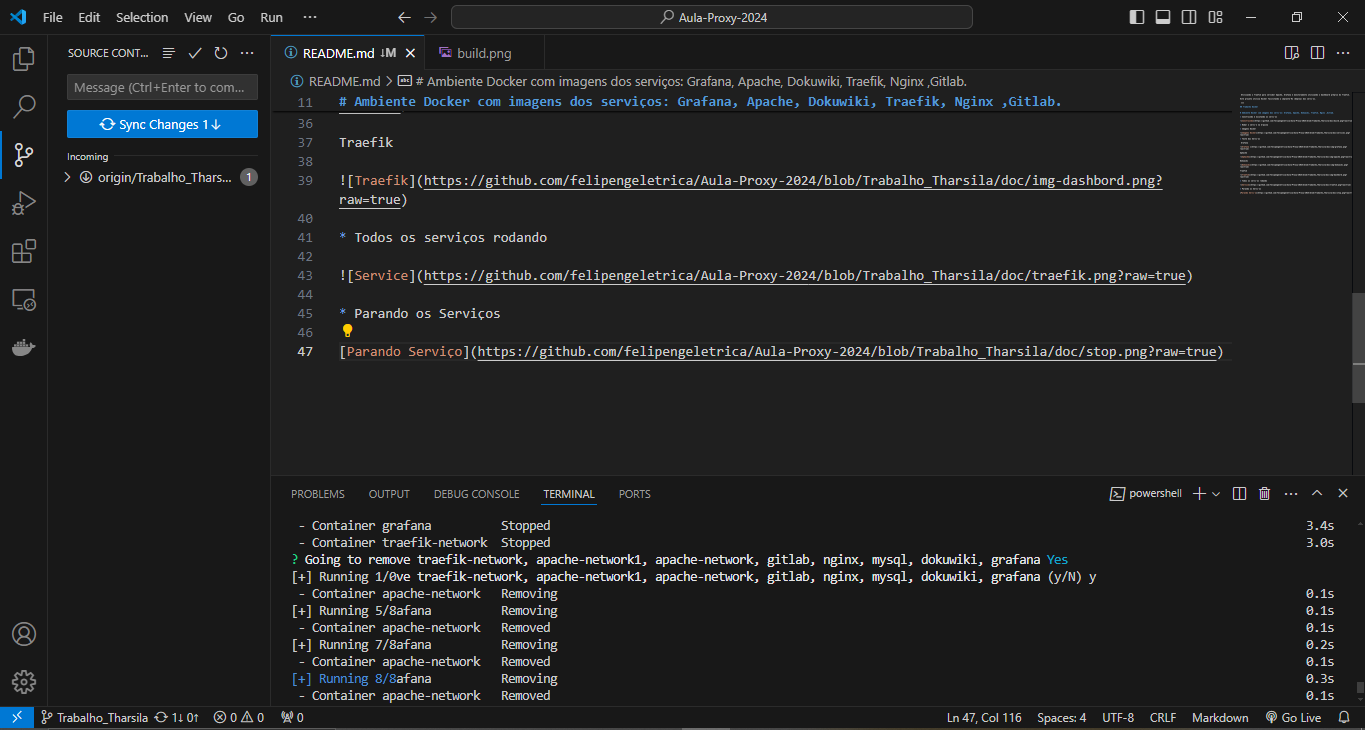 File Edit Selection View Go Run ··· Aula-Proxy-2024
SOURCE CONT...
Message (Ctrl+Enter to com...
Sync Changes 1↓
Incoming
origin/Trabalho_Thars... 1
README.md ↓M
build.png
README.md > # Ambiente Docker com imagens dos serviços: Grafana, Apache, Dokuwiki, Traefik, Nginx ,Gitlab.
11 # Ambiente Docker com imagens dos serviços: Grafana, Apache, Dokuwiki, Traefik, Nginx ,Gitlab.
36
37 Traefik
38
39 ![Traefik](https://github.com/felipengeletrica/Aula-Proxy-2024/blob/Trabalho_Tharsila/doc/img-dashbord.png?
raw=true)
40
41 * Todos os serviços rodando
42
43 ![Service](https://github.com/felipengeletrica/Aula-Proxy-2024/blob/Trabalho_Tharsila/doc/traefik.png?raw=true)
44
45 * Parando os Serviços
46
47 [Parando Serviço](https://github.com/felipengeletrica/Aula-Proxy-2024/blob/Trabalho_Tharsila/doc/stop.png?raw=true)
PROBLEMS OUTPUT DEBUG CONSOLE TERMINAL PORTS powershell
- Container grafana Stopped 3.4s
- Container traefik-network Stopped 3.0s
? Going to remove traefik-network, apache-network1, apache-network, gitlab, nginx, mysql, dokuwiki, grafana Yes
[+] Running 1/0ve traefik-network, apache-network1, apache-network, gitlab, nginx, mysql, dokuwiki, grafana (y/N) y
- Container apache-network Removing 0.1s
[+] Running 5/8afana Removing 0.1s
- Container apache-network Removed 0.1s
[+] Running 7/8afana Removing 0.2s
- Container apache-network Removed 0.1s
[+] Running 8/8afana Removing 0.3s
- Container apache-network Removed 0.1s
Trabalho_Tharsila 1↓ 0↑ 0 0 0 Ln 47, Col 116 Spaces: 4 UTF-8 CRLF Markdown Go Live